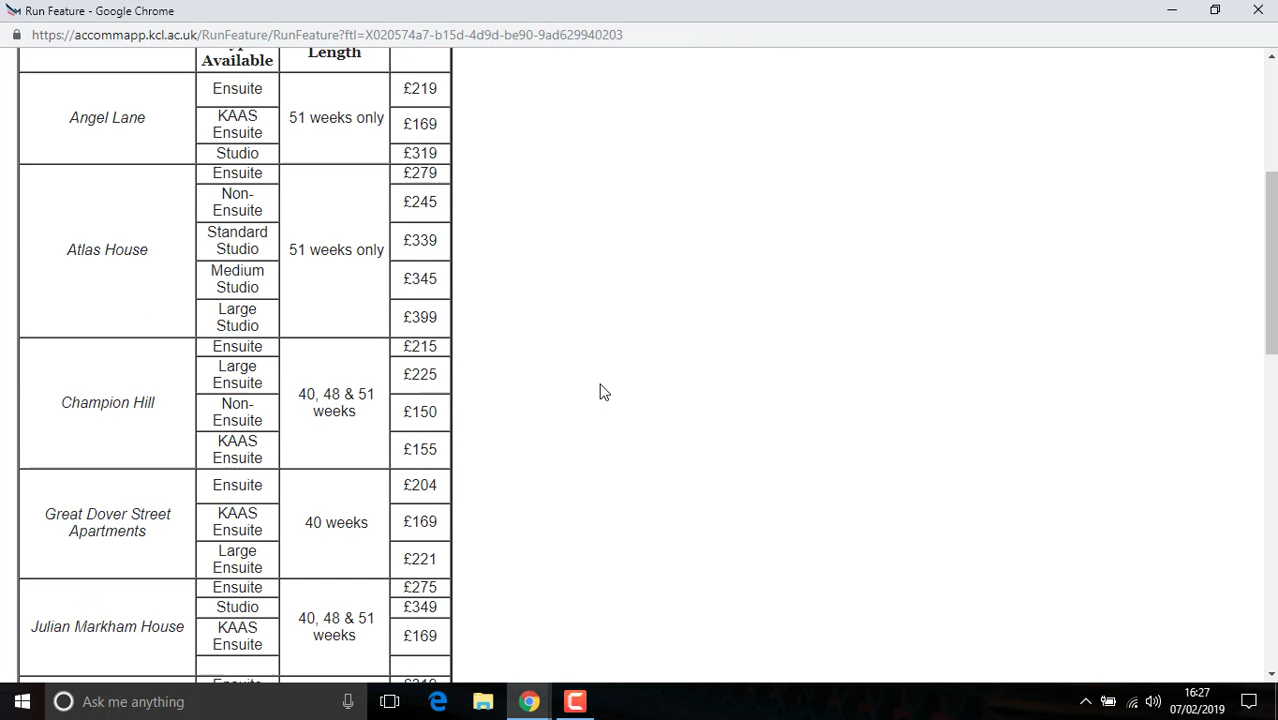 Run Feature - Google Chrome
https://accommapp.kcl.ac.uk/RunFeature/RunFeature?ftl=X020574a7-b15d-4d9d-be90-9ad629940203
Available
Length
Angel Lane
Ensuite
51 weeks only
£219
KAAS
Ensuite
£169
Studio
£319
Atlas House
Ensuite
51 weeks only
£279
Non-
Ensuite
£245
Standard
Studio
£339
Medium
Studio
£345
Large
Studio
£399
Champion Hill
Ensuite
40, 48 & 51
weeks
£215
Large
Ensuite
£225
Non-
Ensuite
£150
KAAS
Ensuite
£155
Great Dover Street
Apartments
Ensuite
40 weeks
£204
KAAS
Ensuite
£169
Large
Ensuite
£221
Julian Markham House
Ensuite
40, 48 & 51
weeks
£275
Studio
£349
KAAS
Ensuite
£169
Ask me anything
16:27
07/02/2019